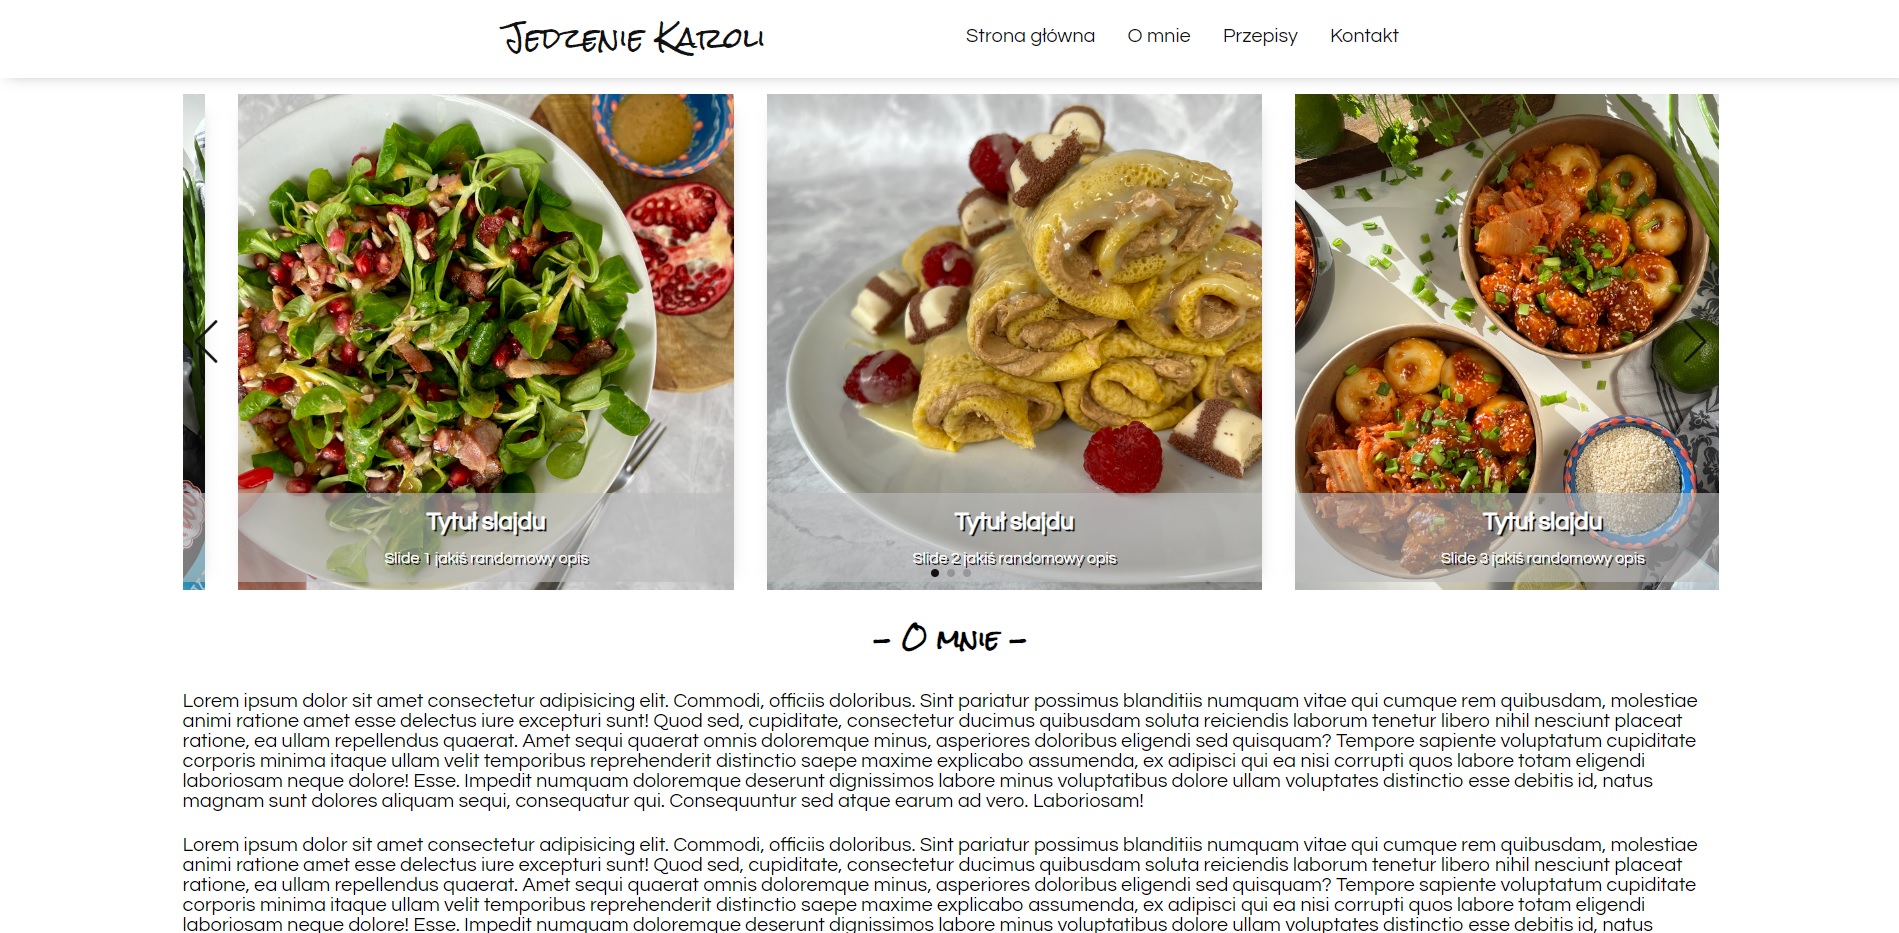 Jedzenie Karoli
Strona główna O mnie Przepisy Kontakt
Tytuł slajdu
Slide 1 jakiś randomowy opis
Tytuł slajdu
Slide 2 jakiś randomowy opis
Tytuł slajdu
Slide 3 jakiś randomowy opis
- O mnie -
Lorem ipsum dolor sit amet consectetur adipisicing elit. Commodi, officiis doloribus. Sint pariatur possimus blanditiis numquam vitae qui cumque rem quibusdam, molestiae
animi ratione amet esse delectus iure excepturi sunt! Quod sed, cupiditate, consectetur ducimus quibusdam soluta reiciendis laborum tenetur libero nihil nesciunt placeat
ratione, ea ullam repellendus quaerat. Amet sequi quaerat omnis doloremque minus, asperiores doloribus eligendi sed quisquam? Tempore sapiente voluptatum cupiditate
corporis minima itaque ullam velit temporibus reprehenderit distinctio saepe maxime explicabo assumenda, ex adipisci qui ea nisi corrupti quos labore totam eligendi
laboriosam neque dolore! Esse. Impedit numquam doloremque deserunt dignissimos labore minus voluptatibus dolore ullam voluptates distinctio esse debitis id, natus
magnam sunt dolores aliquam sequi, consequatur qui. Consequuntur sed atque earum ad vero. Laboriosam!
Lorem ipsum dolor sit amet consectetur adipisicing elit. Commodi, officiis doloribus. Sint pariatur possimus blanditiis numquam vitae qui cumque rem quibusdam, molestiae
animi ratione amet esse delectus iure excepturi sunt! Quod sed, cupiditate, consectetur ducimus quibusdam soluta reiciendis laborum tenetur libero nihil nesciunt placeat
ratione, ea ullam repellendus quaerat. Amet sequi quaerat omnis doloremque minus, asperiores doloribus eligendi sed quisquam? Tempore sapiente voluptatum cupiditate
corporis minima itaque ullam velit temporibus reprehenderit distinctio saepe maxime explicabo assumenda, ex adipisci qui ea nisi corrupti quos labore totam eligendi
laboriosam neque dolore! Esse. Impedit numquam doloremque deserunt dignissimos labore minus voluptatibus dolore ullam voluptates distinctio esse debitis id, natus